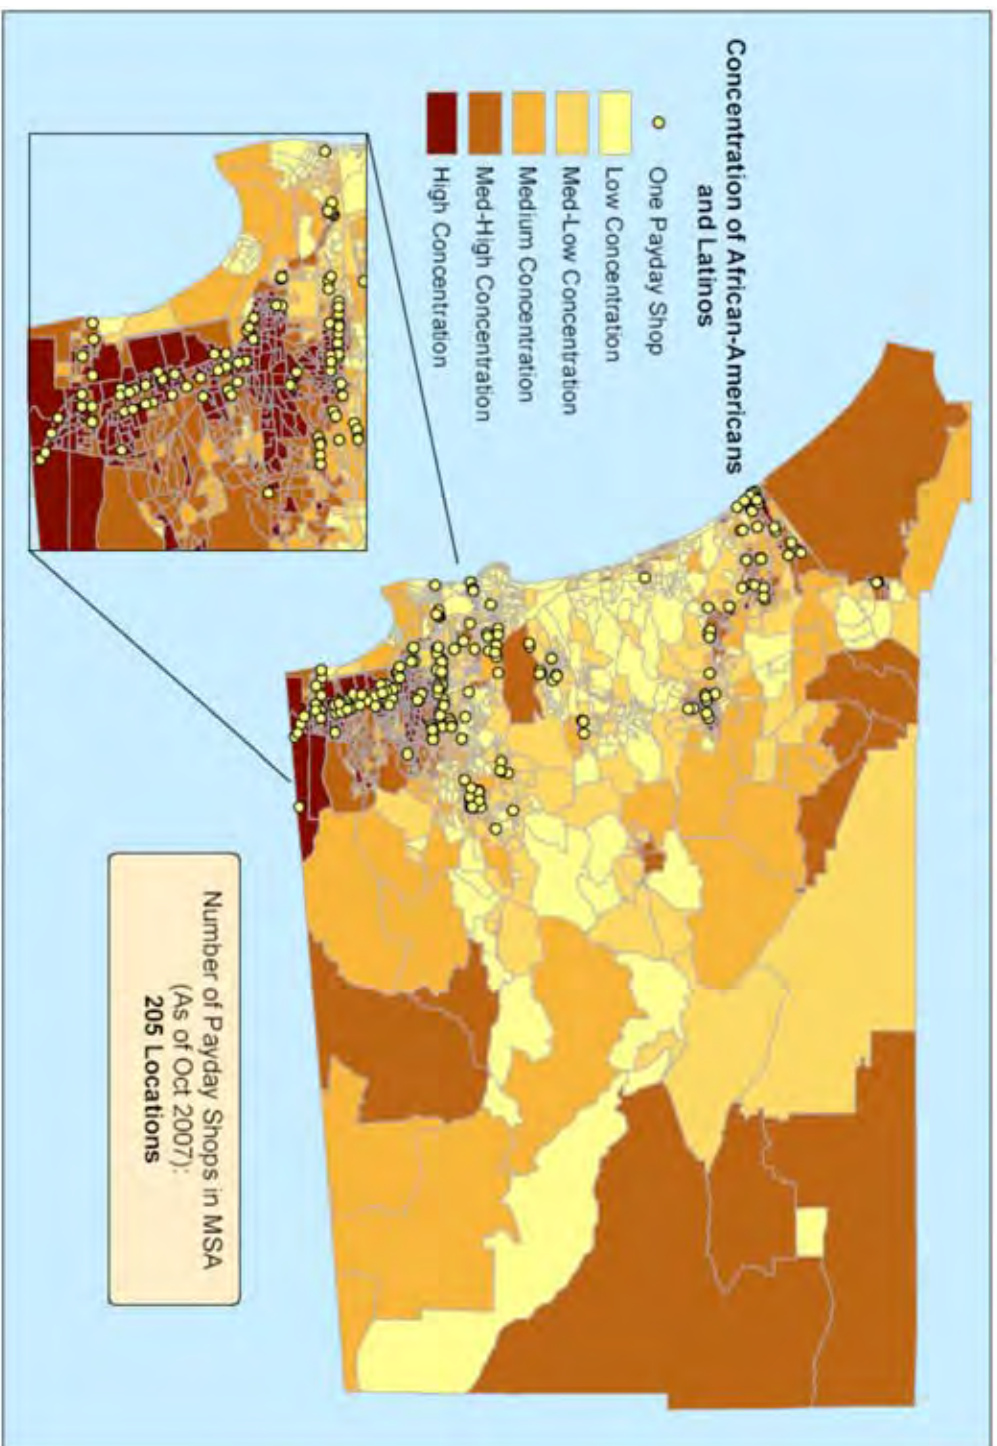 Concentration of African-Americans
and Latinos
One Payday Shop
Low Concentration
Med-Low Concentration
Medium Concentration
Med-High Concentration
High Concentration
Number of Payday Shops in MSA
(As of Oct 2007):
205 Locations